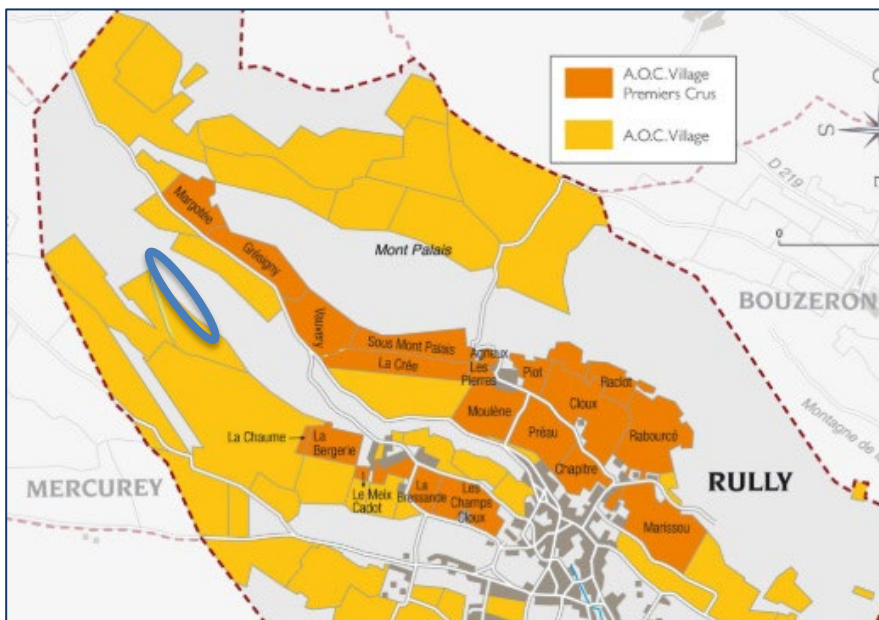 A.O.C. Village
Premiers Crus
A.O.C. Village
S
D 219
0
Margotée
Grésigny
Mont Palais
BOUZERON
Vauvry
Sous Mont Palais
La Crée
Agneux
Les
Pierres
Piot
Raclot
Cloux
Moulène
Préau
Rabourcé
La Chaume
La
Bergerie
Chapitre
MERCUREY
Le Meix
Cadot
La
Bressande
Les
Champs
Cloux
RULLY
Marissou
Montagne de